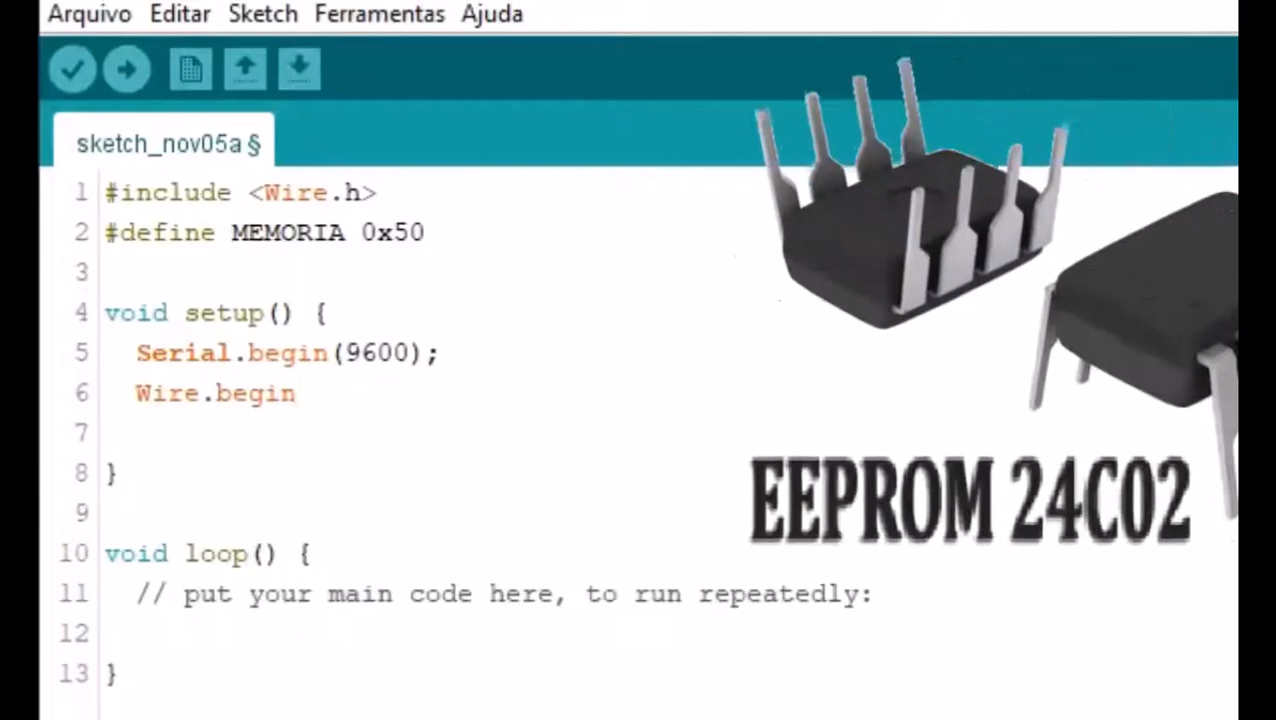 Arquivo Editar Sketch Ferramentas Ajuda
sketch_nov05a §
1 #include <Wire.h>
2 #define MEMORIA 0x50
3
4 void setup() {
5   Serial.begin(9600);
6   Wire.begin
7
8 }
9
10 void loop() {
11   // put your main code here, to run repeatedly:
12
13 }
EEPROM 24C02